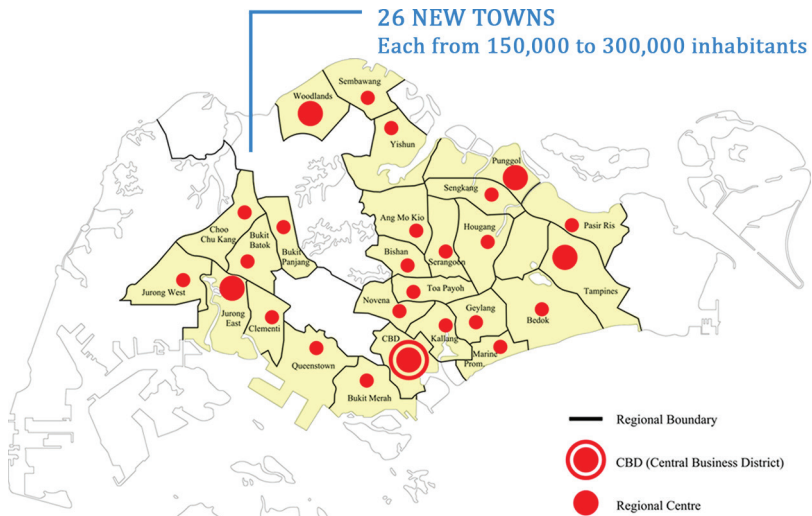 26 NEW TOWNS
Each from 150,000 to 300,000 inhabitants
Sembawang
Woodlands
Yishun
Punggol
Sengkang
Ang Mo Kio
Hougang
Pasir Ris
Choo
Chu Kang
Bukit
Batok
Bukit
Panjang
Bishan
Serangoon
Jurong West
Toa Payoh
Tampines
Novena
Geylang
Jurong
East
Bedok
Clementi
CBD
Kallang
Marine
Prom.
Queenstown
Bukit Merah
Regional Boundary
CBD (Central Business District)
Regional Centre